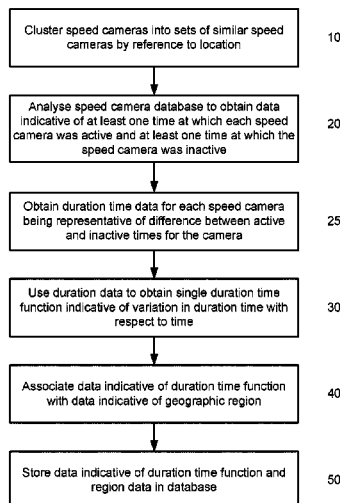 Cluster speed cameras into sets of similar speed
cameras by reference to location
10
Analyse speed camera database to obtain data
indicative of at least one time at which each speed
camera was active and at least one time at which the
speed camera was inactive
20
Obtain duration time data for each speed camera
being representative of difference between active
and inactive times for the camera
25
Use duration data to obtain single duration time
function indicative of variation in duration time with
respect to time
30
Associate data indicative of duration time function
with data indicative of geographic region
40
Store data indicative of duration time function and
region data in database
50